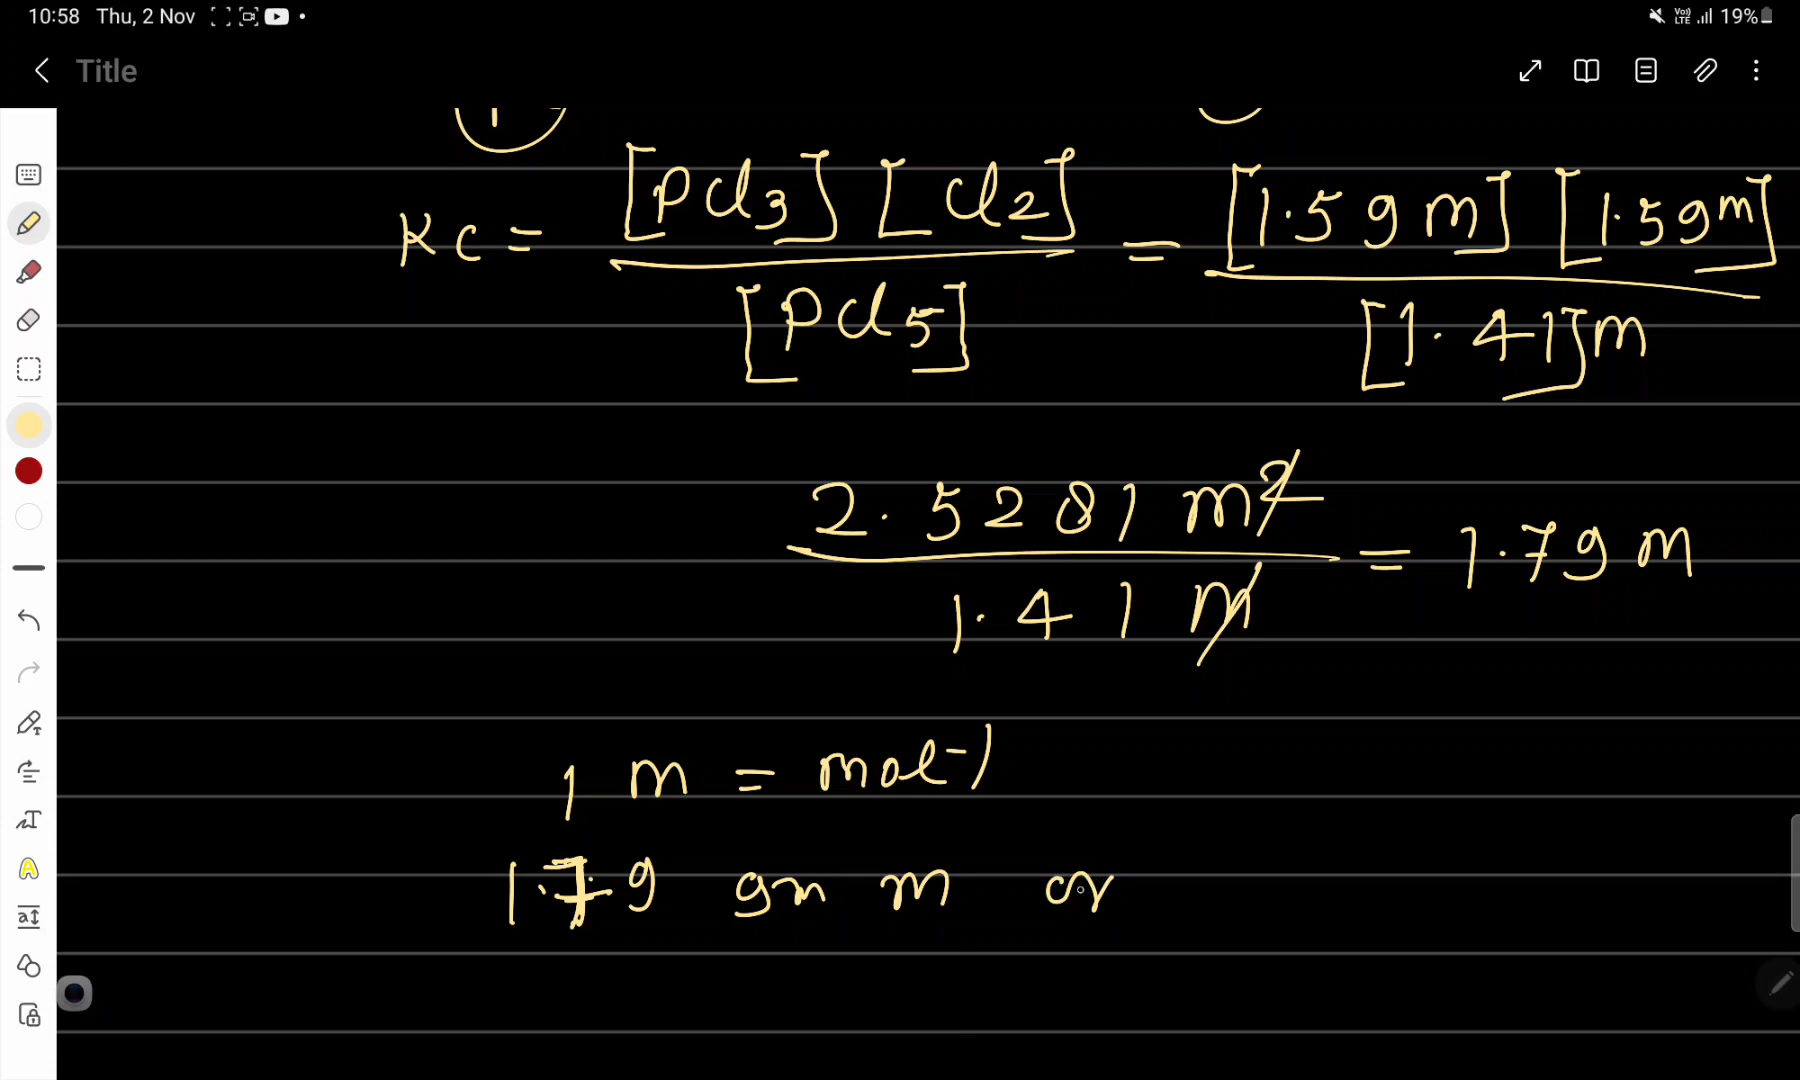 10:58 Thu, 2 Nov 19%
Title
Kc = [PCl3] [Cl2] / [PCl5] = [1.59 m] [1.59 m] / [1.41] m
2.5281 m2 / 1.41 m = 1.79 m
1 m = mol-1
1.79 gm m or